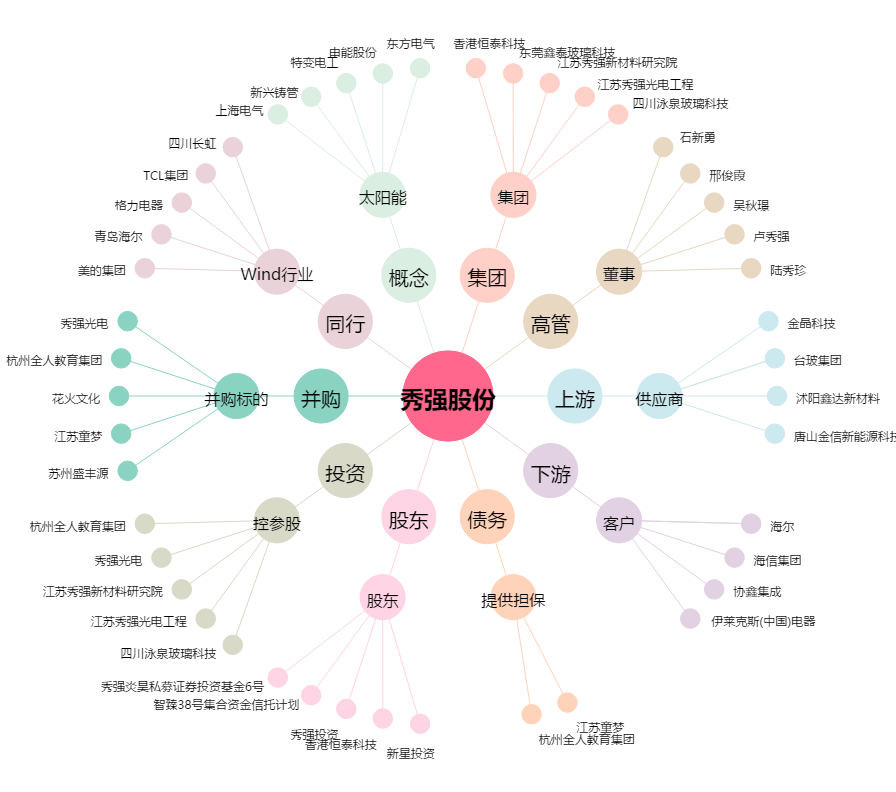 东方电气
申能股份
特变电工
新兴铸管
上海电气
太阳能
概念
香港恒泰科技
东莞鑫泰玻璃科技
江苏秀强新材料研究院
江苏秀强光电工程
四川泳泉玻璃科技
集团
集团
石新勇
邢俊霞
吴秋璟
卢秀强
陆秀珍
董事
高管
四川长虹
TCL集团
格力电器
青岛海尔
美的集团
Wind行业
同行
秀强光电
杭州全人教育集团
花火文化
江苏童梦
苏州盛丰源
并购标的
并购
秀强股份
上游
供应商
金晶科技
台玻集团
沭阳鑫达新材料
唐山金信新能源科技
投资
控参股
杭州全人教育集团
秀强光电
江苏秀强新材料研究院
江苏秀强光电工程
四川泳泉玻璃科技
股东
股东
秀强炎昊私募证券投资基金6号
智臻38号集合资金信托计划
秀强投资
香港恒泰科技
新星投资
债务
提供担保
江苏童梦
杭州全人教育集团
下游
客户
海尔
海信集团
协鑫集成
伊莱克斯(中国)电器